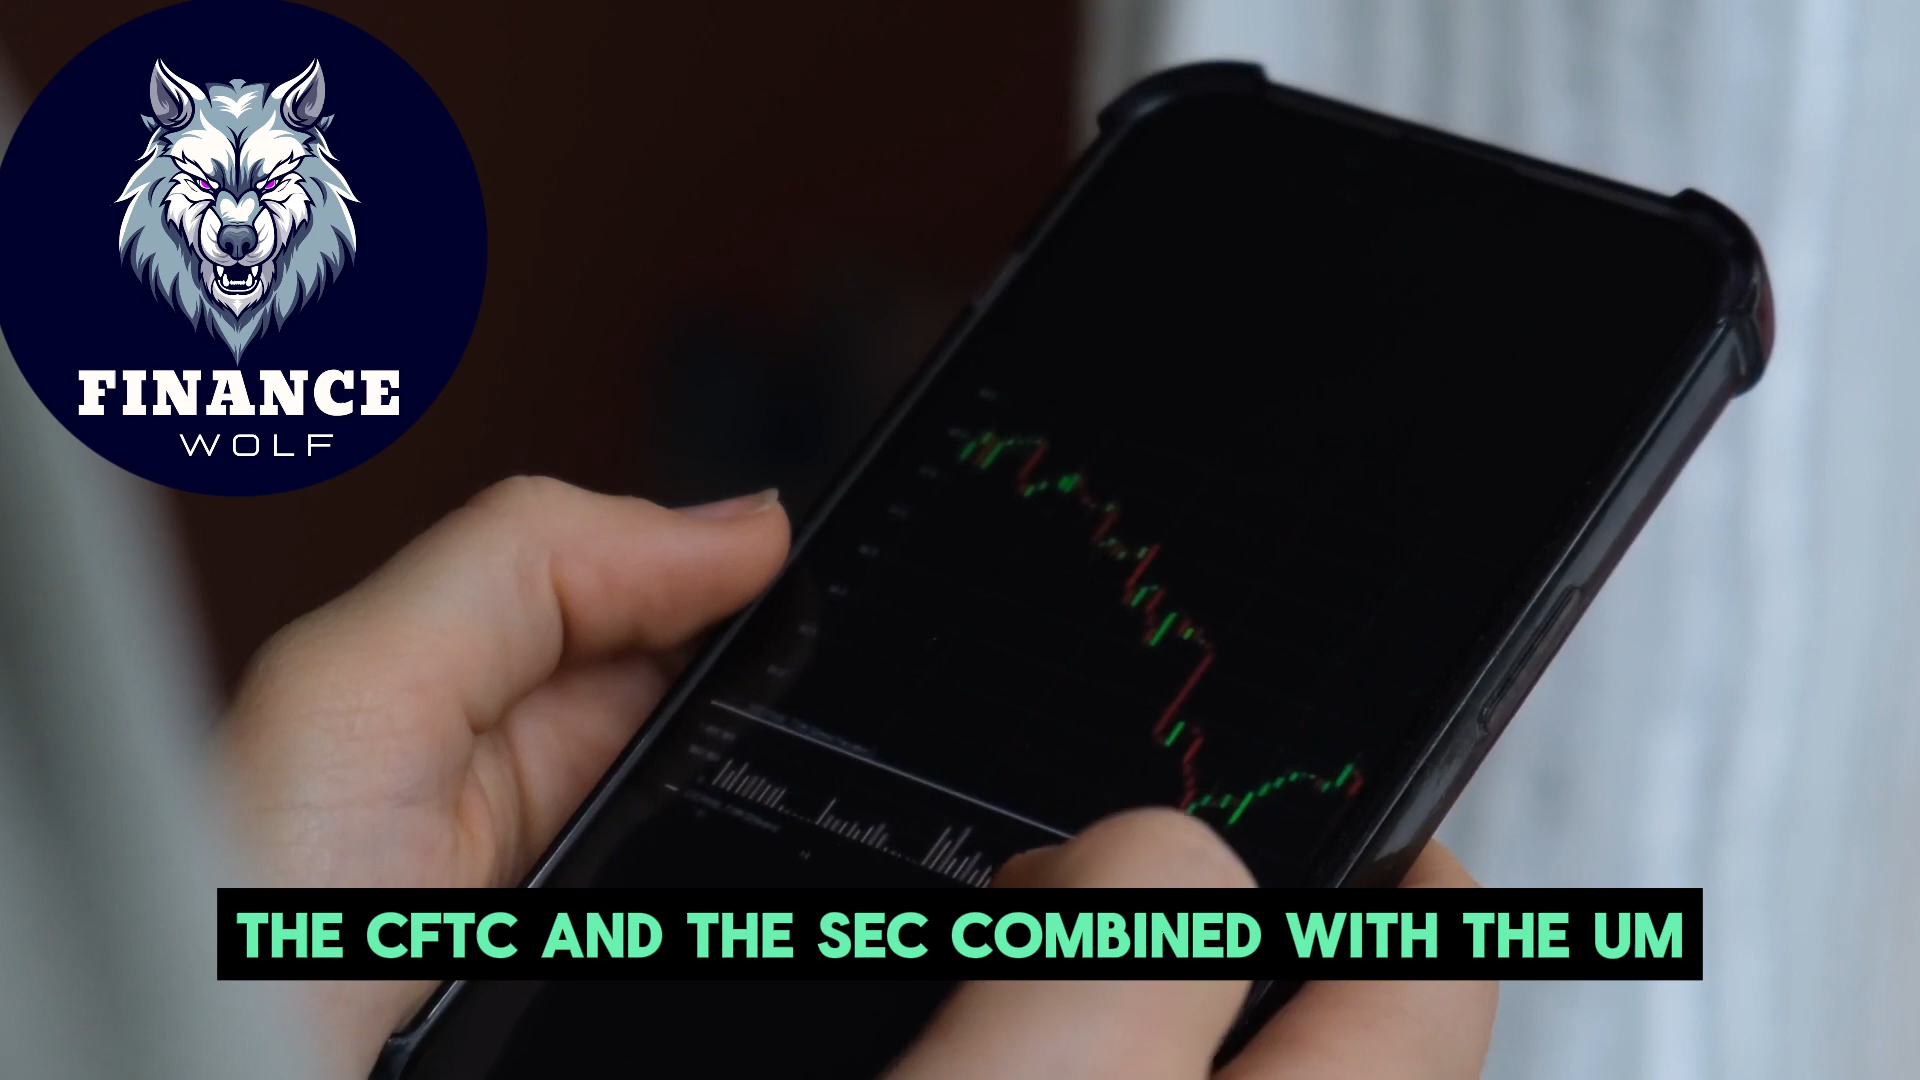 FINANCE
WOLF
THE CFTC AND THE SEC COMBINED WITH THE UM